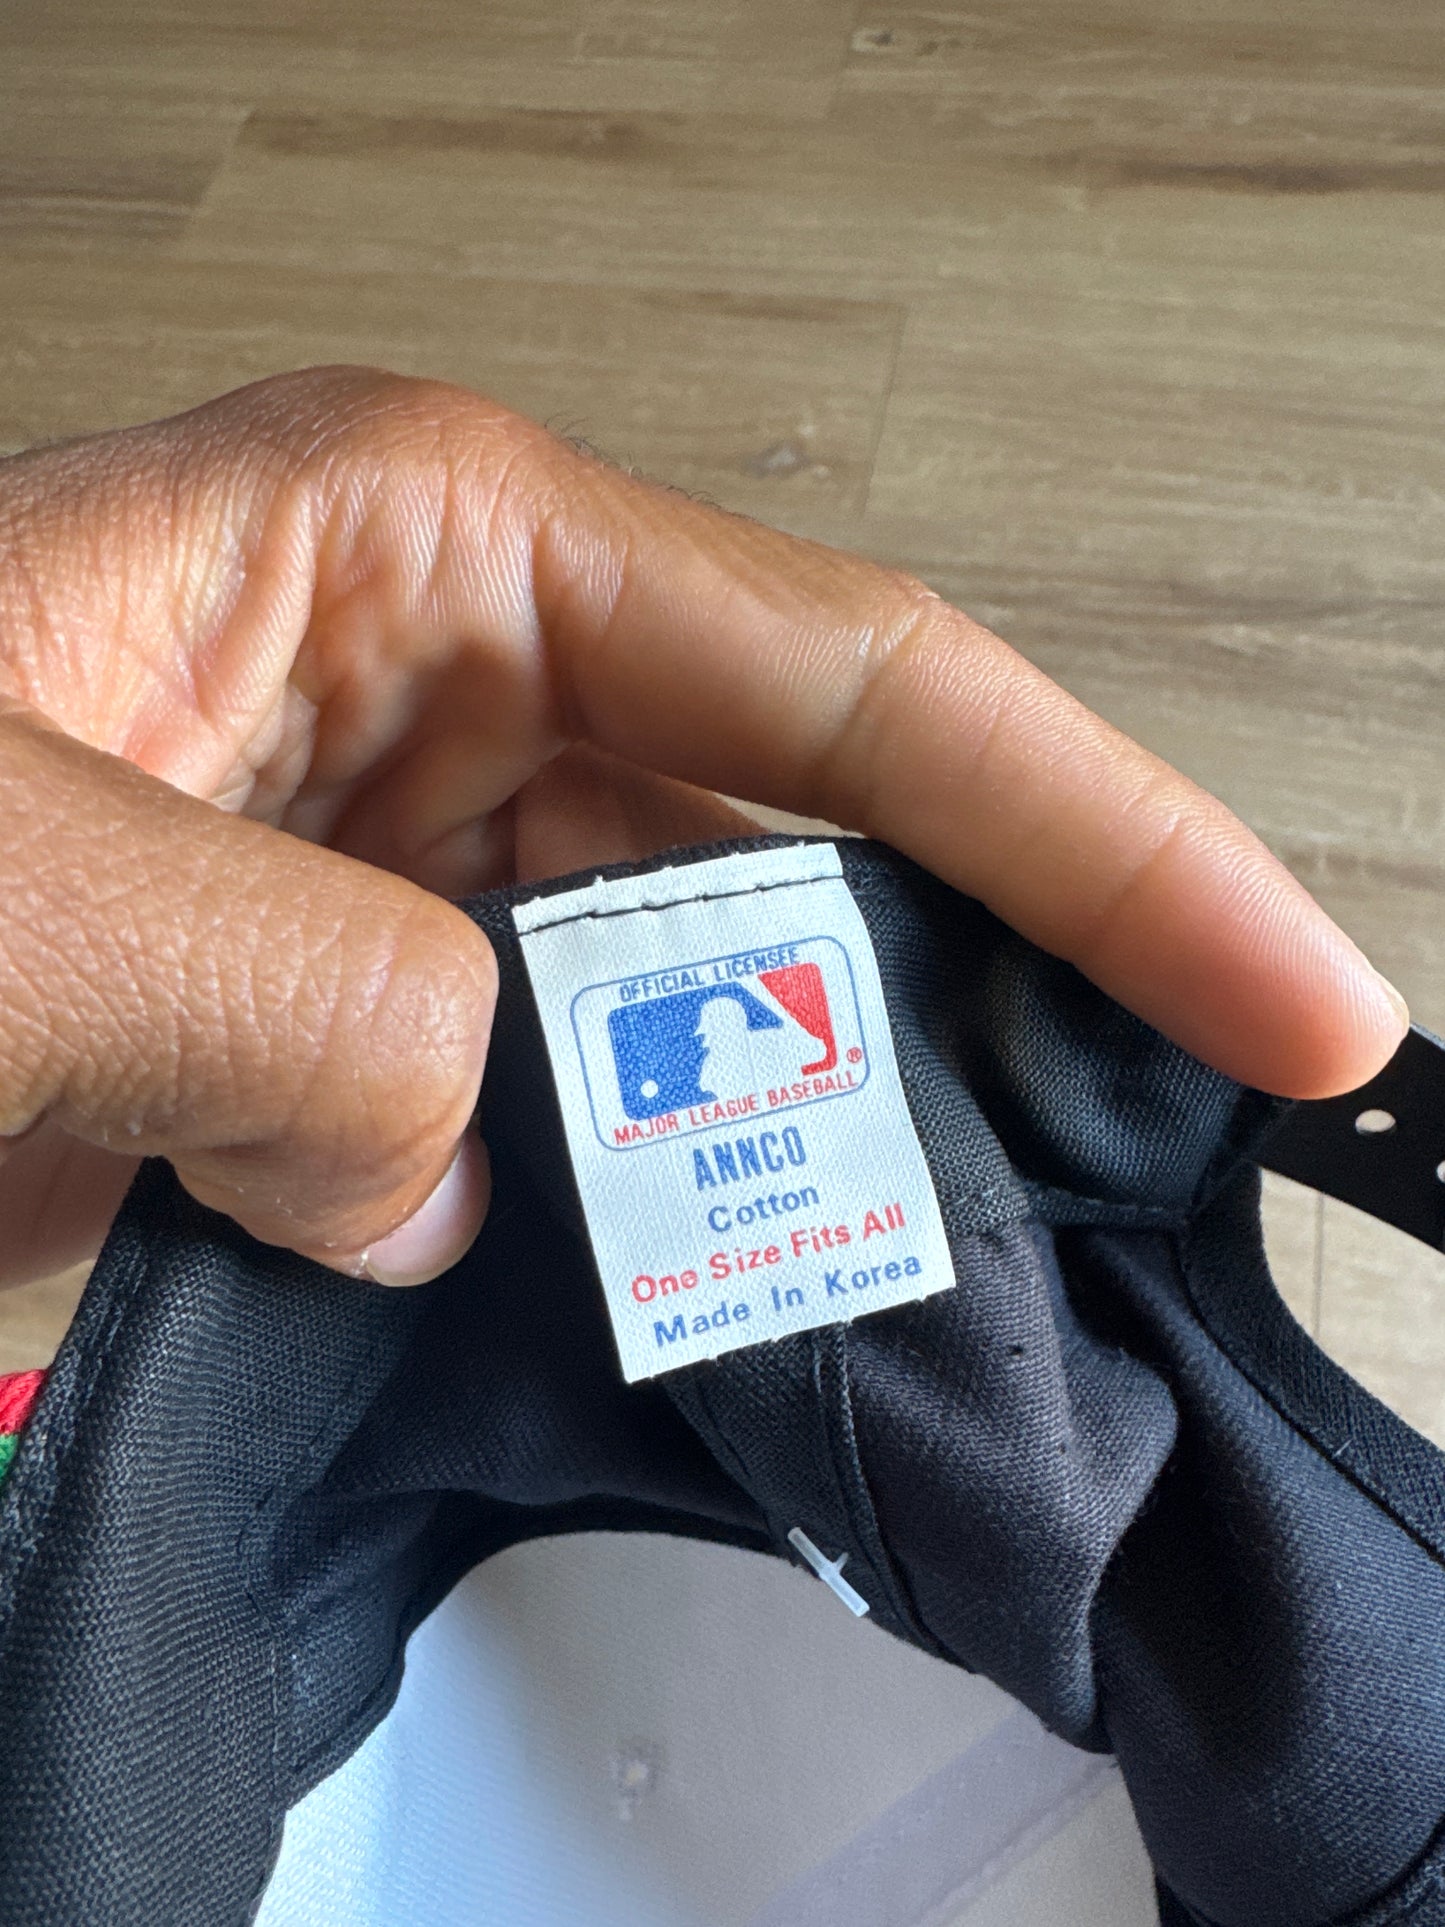 OFFICIAL LICENSEE
®
MAJOR LEAGUE BASEBALL
ANNCO
Cotton
One Size Fits All
Made In Korea